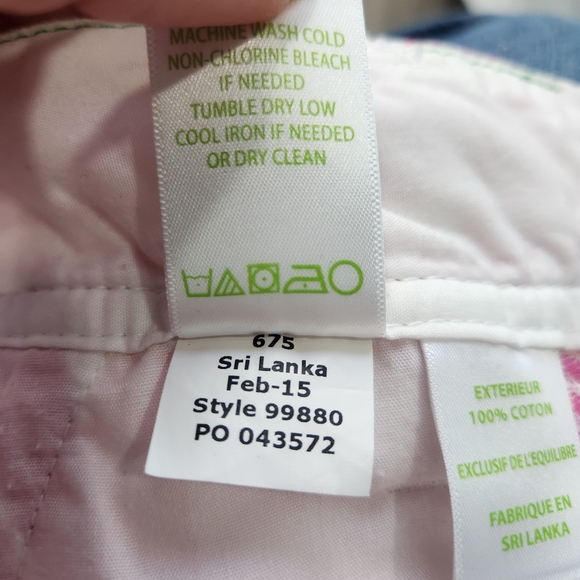 MACHINE WASH COLD
NON-CHLORINE BLEACH
IF NEEDED
TUMBLE DRY LOW
COOL IRON IF NEEDED
OR DRY CLEAN
675
Sri Lanka
Feb-15
Style 99880
PO 043572
EXTERIEUR
100% COTON
EXCLUSIF DE L'EQUILIBRE
FABRIQUE EN
SRI LANKA